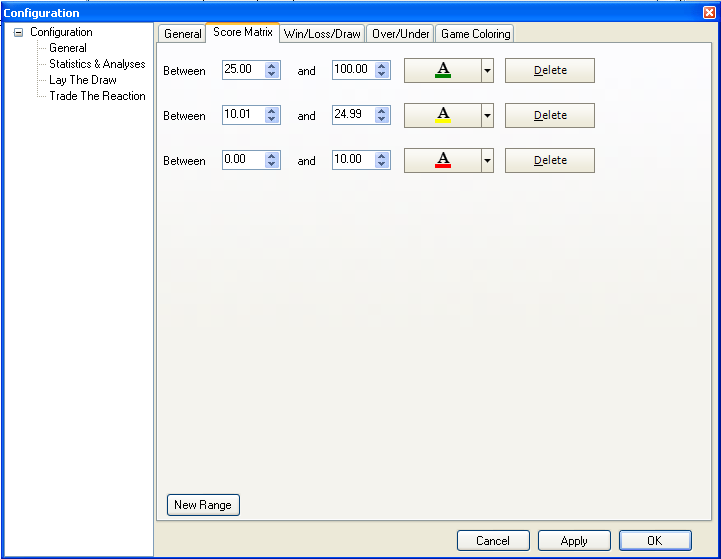 Configuration
Configuration
General
Statistics & Analyses
Lay The Draw
Trade The Reaction
General Score Matrix Win/Loss/Draw Over/Under Game Coloring
Between 25.00 and 100.00 A Delete
Between 10.01 and 24.99 A Delete
Between 0.00 and 10.00 A Delete
New Range
Cancel Apply OK